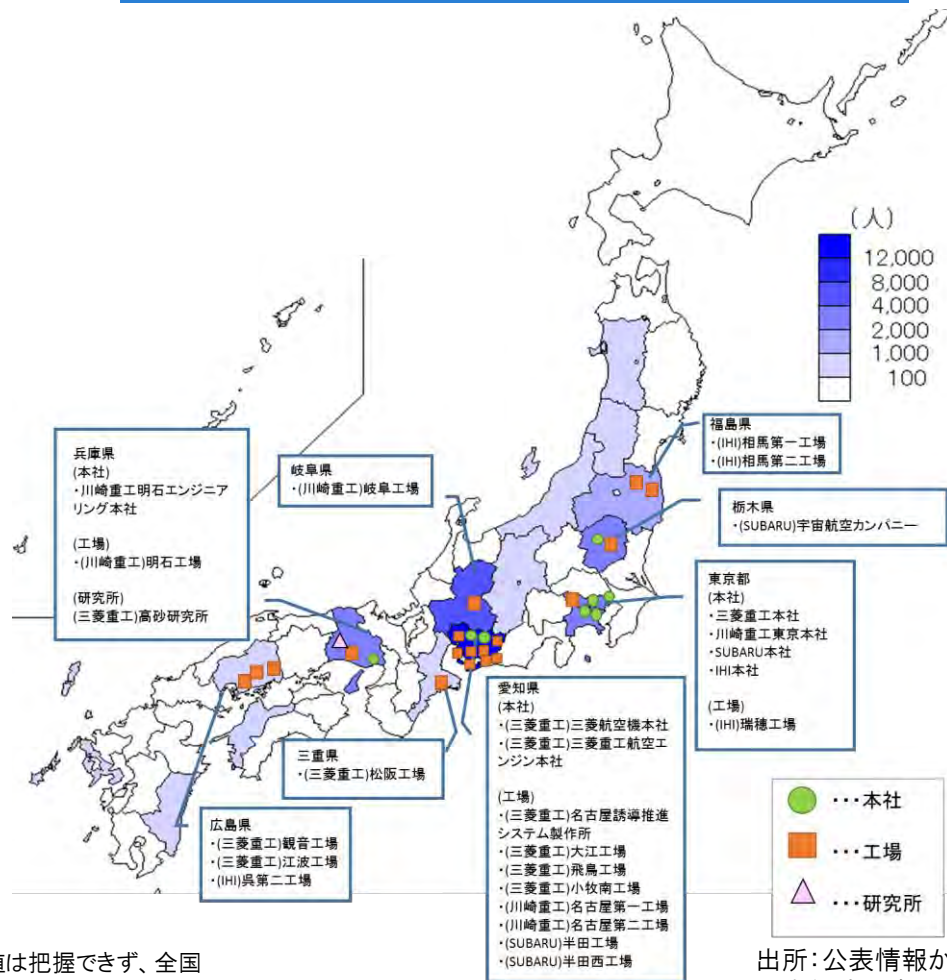 (人)
12,000
8,000
4,000
2,000
1,000
100
福島県
・(IHI)相馬第一工場
・(IHI)相馬第二工場
兵庫県
(本社)
・川崎重工明石エンジニア
リング本社
(工場)
・(川崎重工)明石工場
(研究所)
(三菱重工)高砂研究所
岐阜県
・(川崎重工)岐阜工場
栃木県
・(SUBARU)宇宙航空カンパニー
東京都
(本社)
・三菱重工本社
・川崎重工東京本社
・SUBARU本社
・IHI本社
(工場)
・(IHI)瑞穂工場
愛知県
(本社)
・(三菱重工)三菱航空機本社
・(三菱重工)三菱重工航空エ
ンジン本社
(工場)
・(三菱重工)名古屋誘導推進
システム製作所
・(三菱重工)大江工場
・(三菱重工)飛島工場
・(三菱重工)小牧南工場
・(川崎重工)名古屋第一工場
・(川崎重工)名古屋第二工場
・(SUBARU)半田工場
・(SUBARU)半田西工場
三重県
・(三菱重工)松阪工場
広島県
・(三菱重工)観音工場
・(三菱重工)江波工場
・(IHI)呉第二工場
…本社
…工場
…研究所
は把握できず、全国
出所：公表情報か